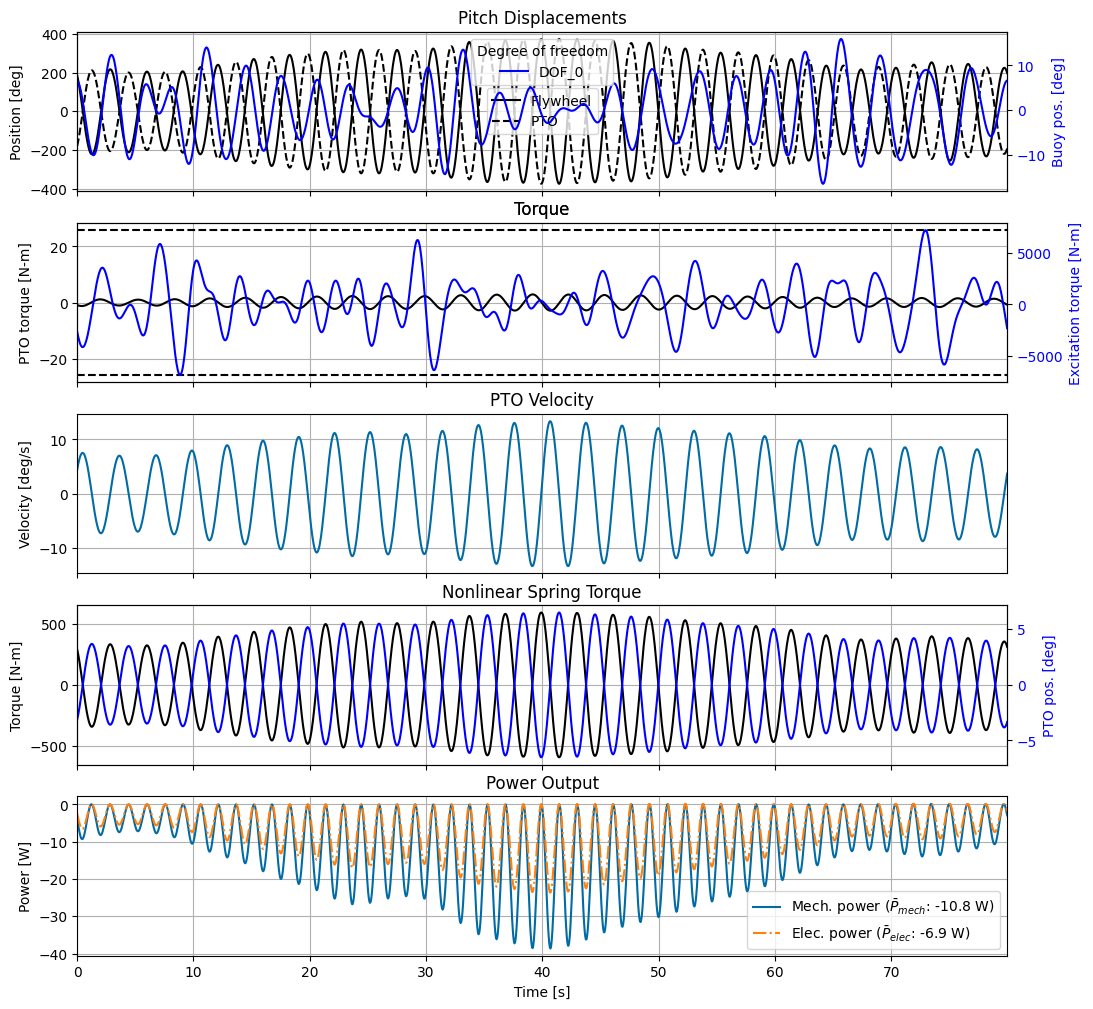 Pitch Displacements
400
200
0
−200
−400
Position [deg]
10
0
−10
Buoy pos. [deg]
Degree of freedom
DOF_0
Flywheel
PTO
Torque
20
0
−20
PTO torque [N-m]
5000
0
−5000
Excitation torque [N-m]
PTO Velocity
10
0
−10
Velocity [deg/s]
Nonlinear Spring Torque
500
0
−500
Torque [N-m]
5
0
−5
PTO pos. [deg]
Power Output
0
−10
−20
−30
−40
Power [W]
Mech. power (P̄mech: -10.8 W)
Elec. power (P̄elec: -6.9 W)
0 10 20 30 40 50 60 70
Time [s]